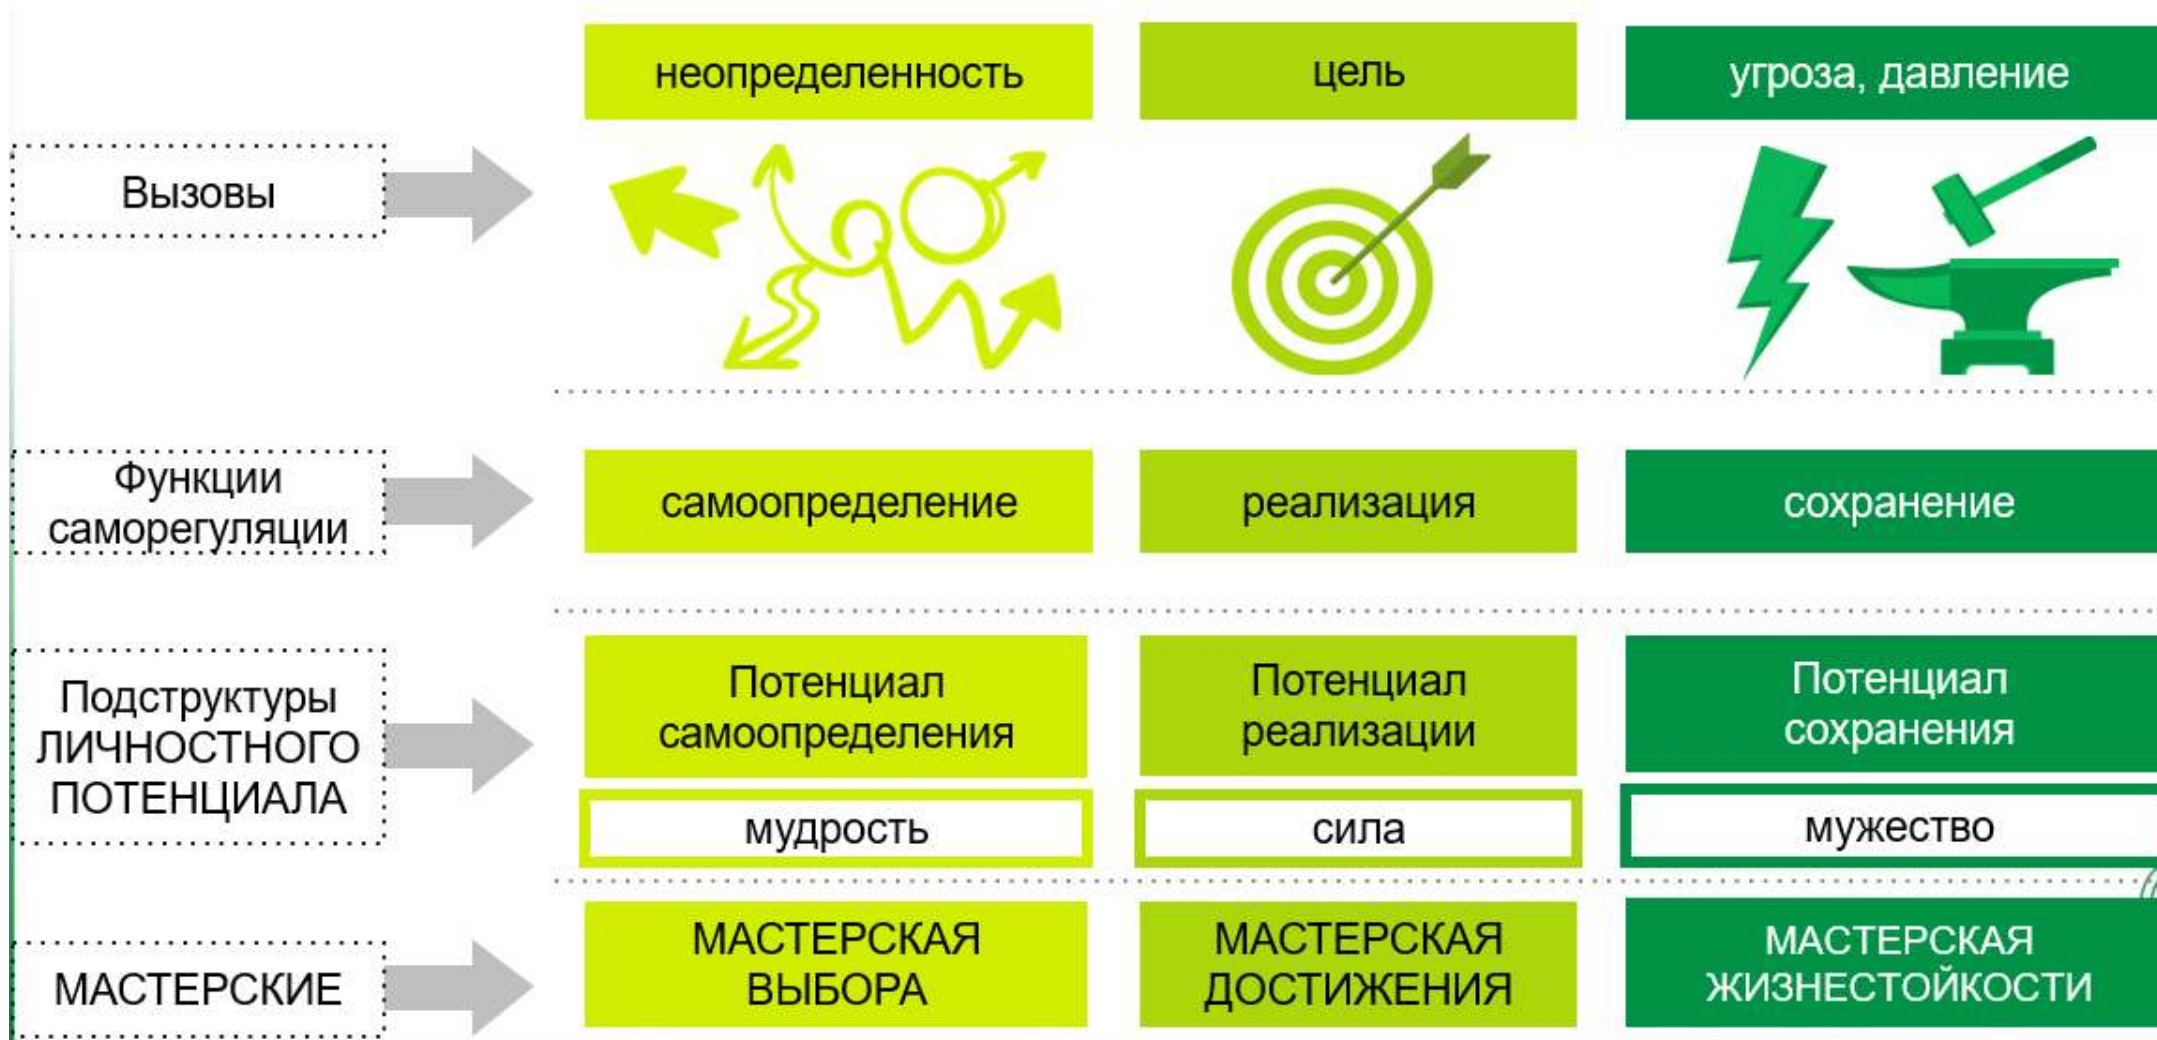 неопределенность
цель
угроза, давление
Вызовы
Функции
саморегуляции
самоопределение
реализация
сохранение
Подструктуры
ЛИЧНОСТНОГО
ПОТЕНЦИАЛА
Потенциал
самоопределения
Потенциал
реализации
Потенциал
сохранения
мудрость
сила
мужество
МАСТЕРСКИЕ
МАСТЕРСКАЯ
ВЫБОРА
МАСТЕРСКАЯ
ДОСТИЖЕНИЯ
МАСТЕРСКАЯ
ЖИЗНЕСТОЙКОСТИ